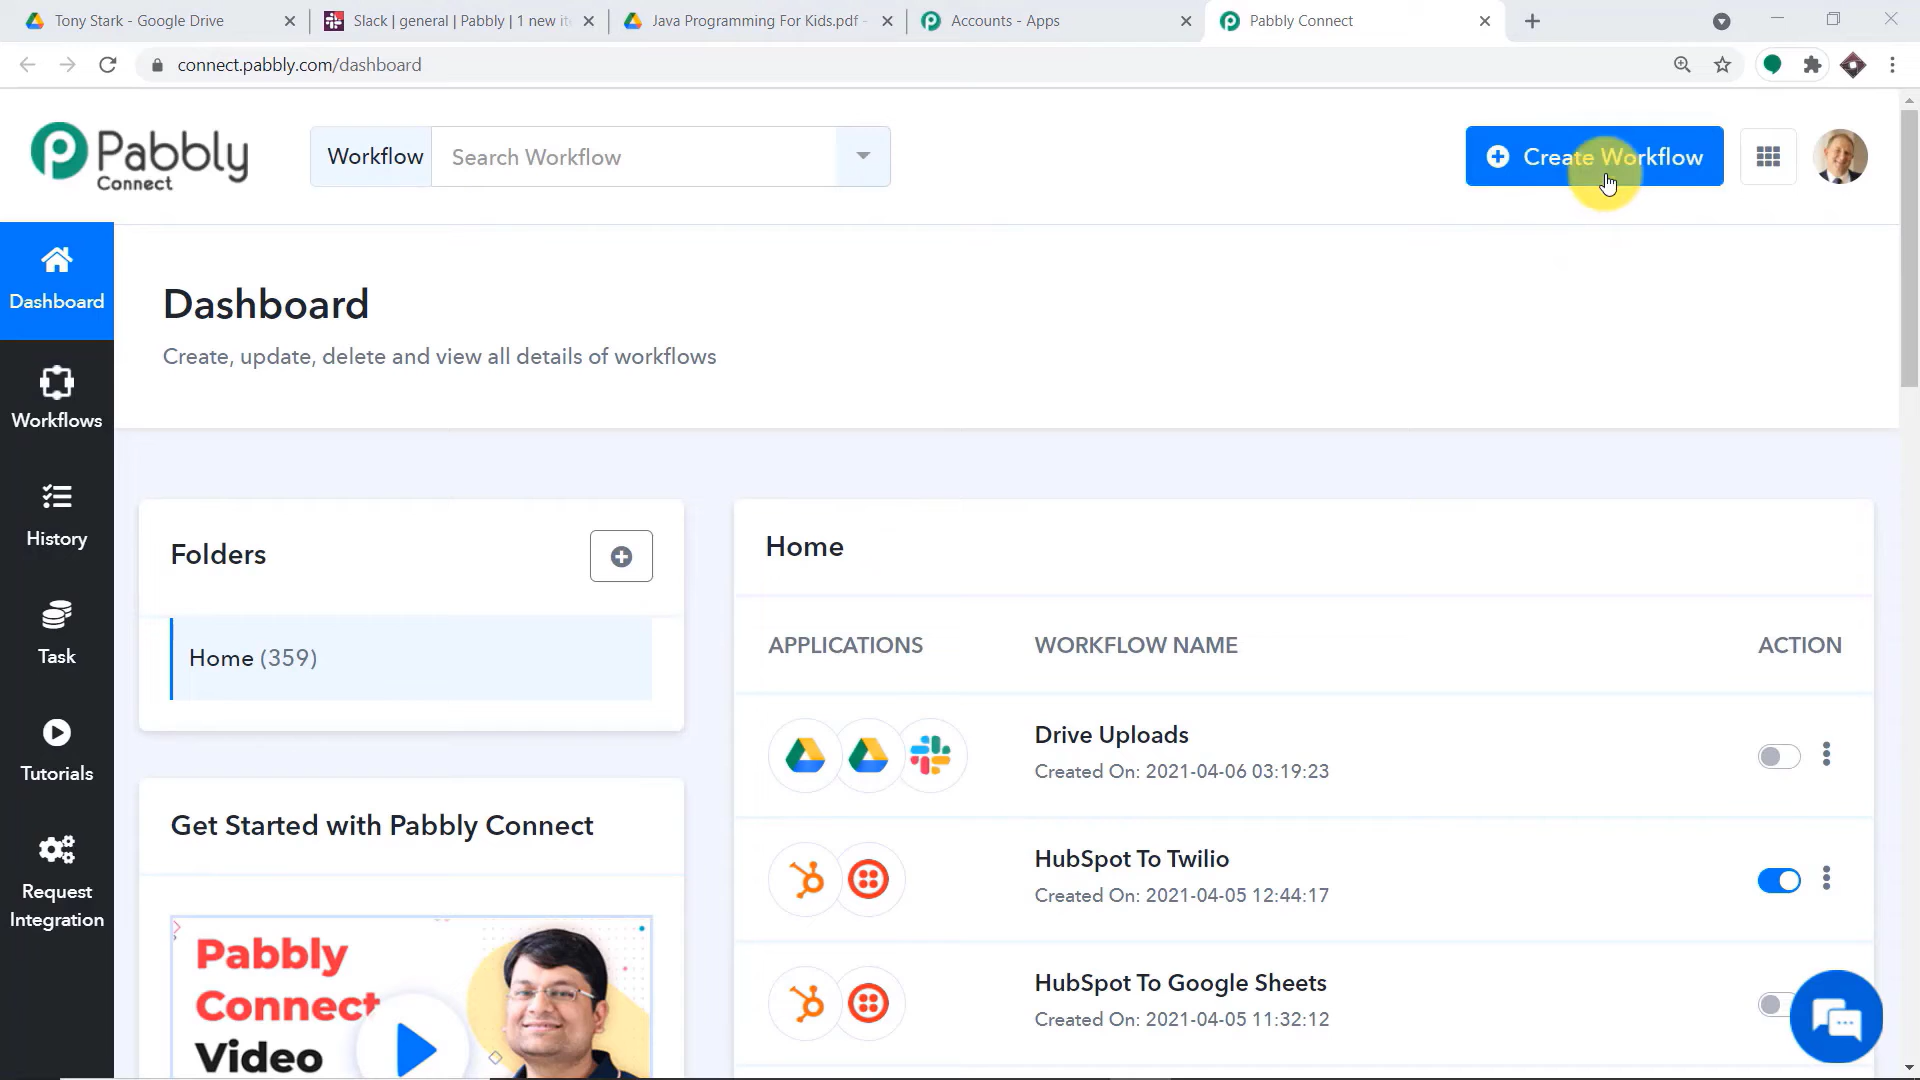 Tony Stark - Google Drive
Slack | general | Pabbly | 1 new it
Java Programming For Kids.pdf -
Accounts - Apps
Pabbly Connect
connect.pabbly.com/dashboard
Pabbly
Connect
Workflow
Search Workflow
Create Workflow
Dashboard
Workflows
History
Task
Tutorials
Request
Integration
Dashboard
Create, update, delete and view all details of workflows
Folders
Home (359)
Get Started with Pabbly Connect
Pabbly
Connect
Video
Home
APPLICATIONS WORKFLOW NAME ACTION
Drive Uploads
Created On: 2021-04-06 03:19:23
HubSpot To Twilio
Created On: 2021-04-05 12:44:17
HubSpot To Google Sheets
Created On: 2021-04-05 11:32:12